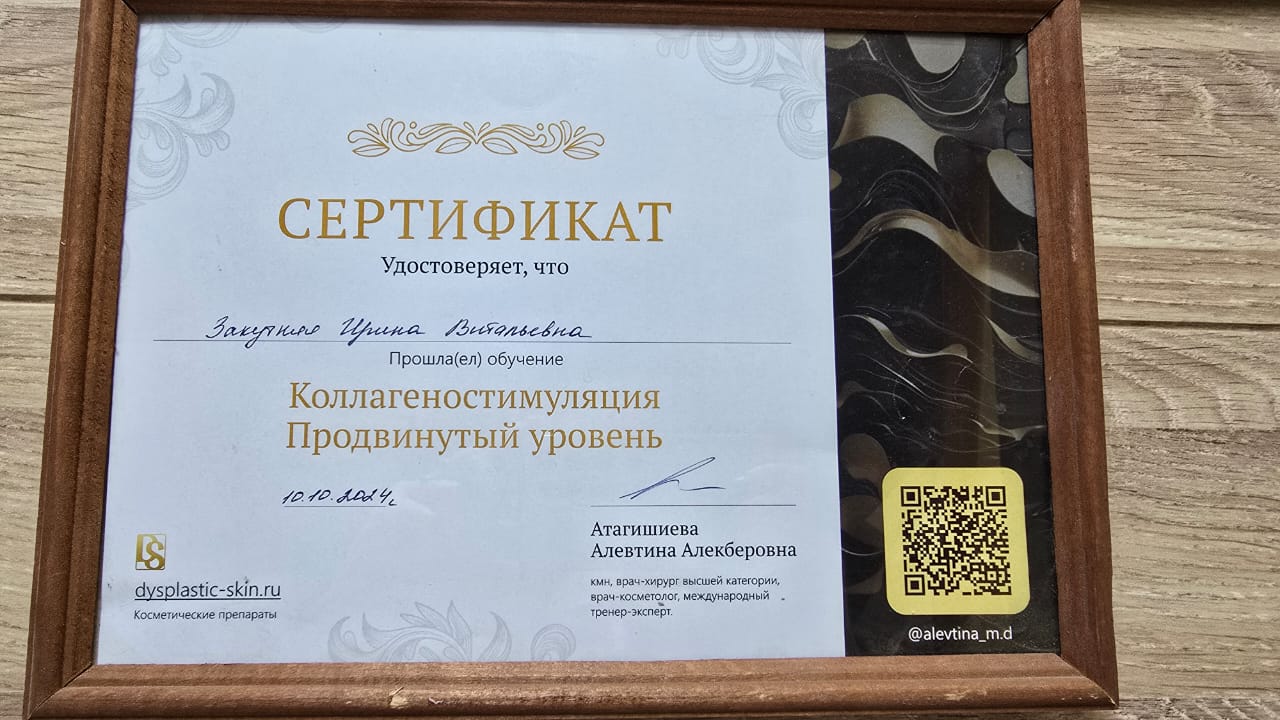 СЕРТИФИКАТ
Удостоверяет, что
Закутняя Ирина Витальевна
Прошла(ел) обучение
Коллагеностимуляция
Продвинутый уровень
10.10.2024г
Атагишиева
Алевтина Алекберовна
кмн, врач-хирург высшей категории,
врач-косметолог, международный
тренер-эксперт.
DS
dysplastic-skin.ru
Косметические препараты
@alevtina_m.d